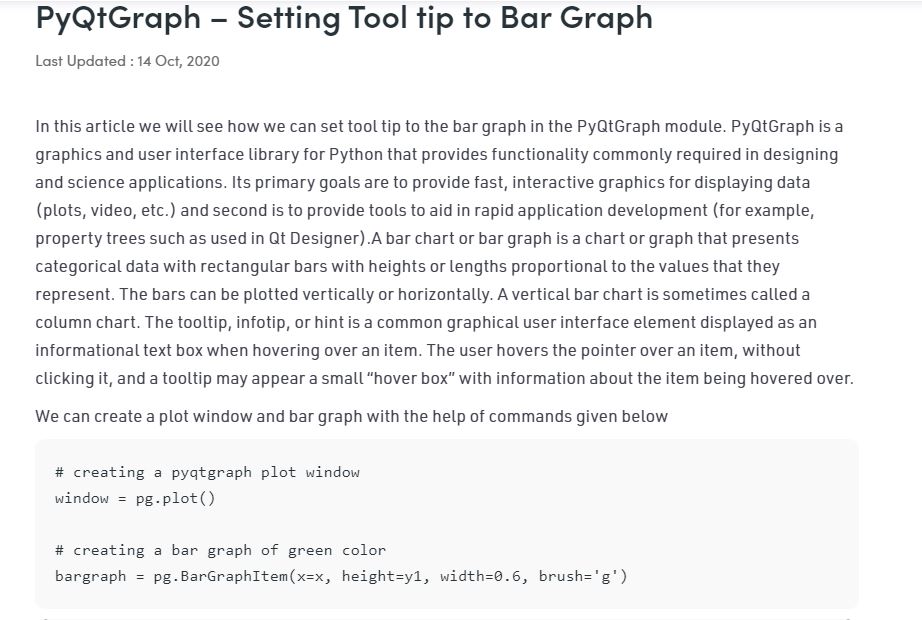 PyQtGraph – Setting Tool tip to Bar Graph
Last Updated : 14 Oct, 2020
In this article we will see how we can set tool tip to the bar graph in the PyQtGraph module. PyQtGraph is a
graphics and user interface library for Python that provides functionality commonly required in designing
and science applications. Its primary goals are to provide fast, interactive graphics for displaying data
(plots, video, etc.) and second is to provide tools to aid in rapid application development (for example,
property trees such as used in Qt Designer).A bar chart or bar graph is a chart or graph that presents
categorical data with rectangular bars with heights or lengths proportional to the values that they
represent. The bars can be plotted vertically or horizontally. A vertical bar chart is sometimes called a
column chart. The tooltip, infotip, or hint is a common graphical user interface element displayed as an
informational text box when hovering over an item. The user hovers the pointer over an item, without
clicking it, and a tooltip may appear a small “hover box” with information about the item being hovered over.
We can create a plot window and bar graph with the help of commands given below
# creating a pyqtgraph plot window
window = pg.plot()
# creating a bar graph of green color
bargraph = pg.BarGraphItem(x=x, height=y1, width=0.6, brush='g')